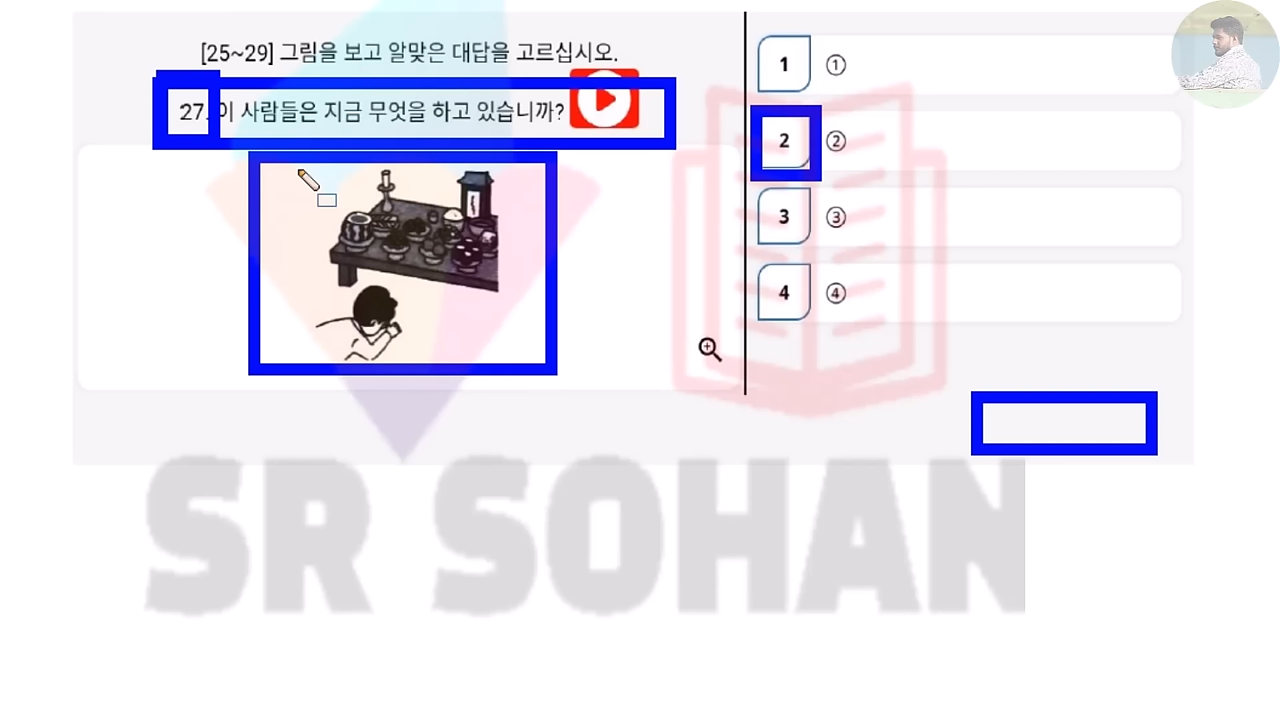 [25~29] 그림을 보고 알맞은 대답을 고르십시오.
27. 이 사람들은 지금 무엇을 하고 있습니까?
1 ①
2 ②
3 ③
4 ④
SR SOHAN